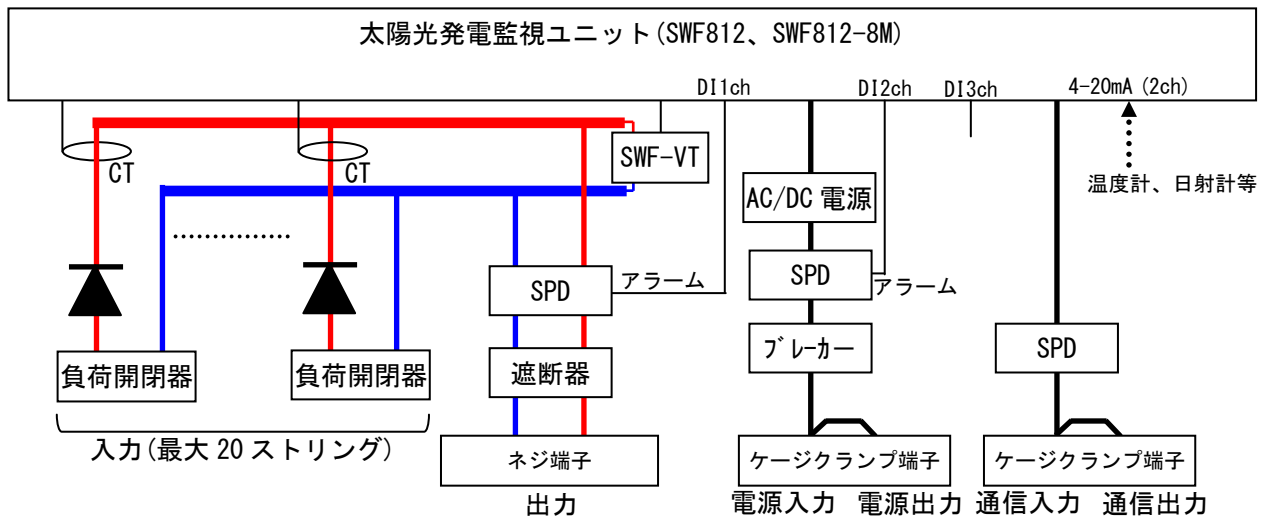 太陽光発電監視ユニット(SWF812、SWF812-8M)
DI1ch
DI2ch
DI3ch
4-20mA (2ch)
CT
CT
SWF-VT
温度計、日射計等
AC/DC 電源
SPD
アラーム
SPD
アラーム
ﾌﾞﾚｰｶｰ
SPD
負荷開閉器
負荷開閉器
遮断器
入力(最大 20 ストリング)
ネジ端子
ケージクランプ端子
ケージクランプ端子
出力
電源入力
電源出力
通信入力
通信出力